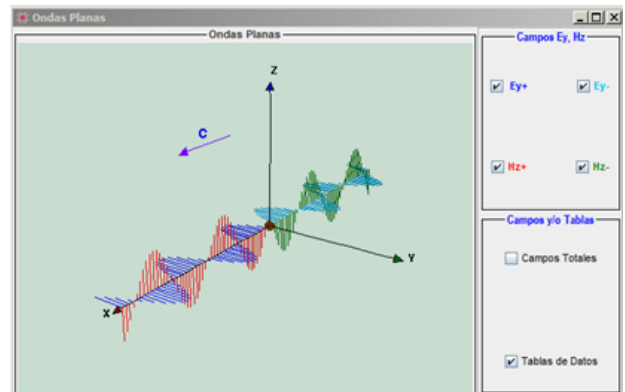 Ondas Planas
Ondas Planas
Z
C
Y
X
Campos Ey, Hz
Ey+
Ey-
Hz+
Hz-
Campos y/o Tablas
Campos Totales
Tablas de Datos